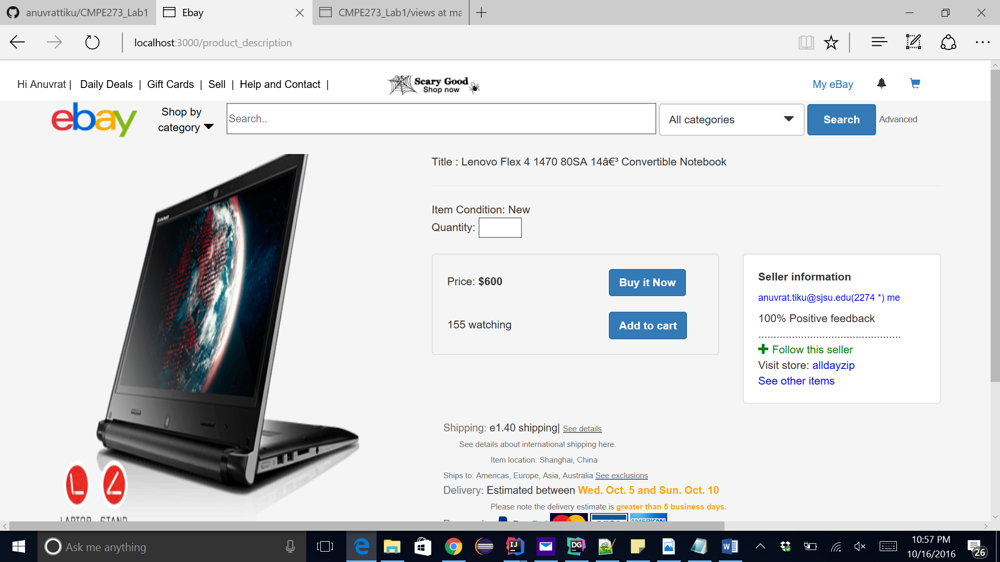 anuvrattiku/CMPE273_Lab1
Ebay
CMPE273_Lab1/views at ma
localhost:3000/product_description
Hi Anuvrat | Daily Deals | Gift Cards | Sell | Help and Contact |
Scary Good
Shop now
My eBay
ebay
Shop by
category
Search..
All categories
Search
Advanced
Title : Lenovo Flex 4 1470 80SA 14â€³ Convertible Notebook
Item Condition: New
Quantity:
Price: $600
Buy it Now
155 watching
Add to cart
Seller information
anuvrat.tiku@sjsu.edu(2274 *) me
100% Positive feedback
..............................................
Follow this seller
Visit store: alldayzip
See other items
Shipping: e1.40 shipping| See details
See details about international shipping here.
Item location: Shanghai, China
Ships to: Americas, Europe, Asia, Australia See exclusions
Delivery: Estimated between Wed. Oct. 5 and Sun. Oct. 10
Please note the delivery estimate is greater than 5 business days.
AMERICAN
LAPTOP STAND
Ask me anything
IJ
DG
W
10:57 PM
10/16/2016
26